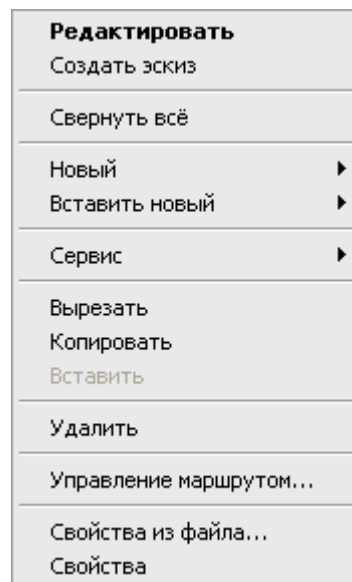 Редактировать
Создать эскиз
Свернуть всё
Новый
Вставить новый
Сервис
Вырезать
Копировать
Вставить
Удалить
Управление маршрутом...
Свойства из файла...
Свойства